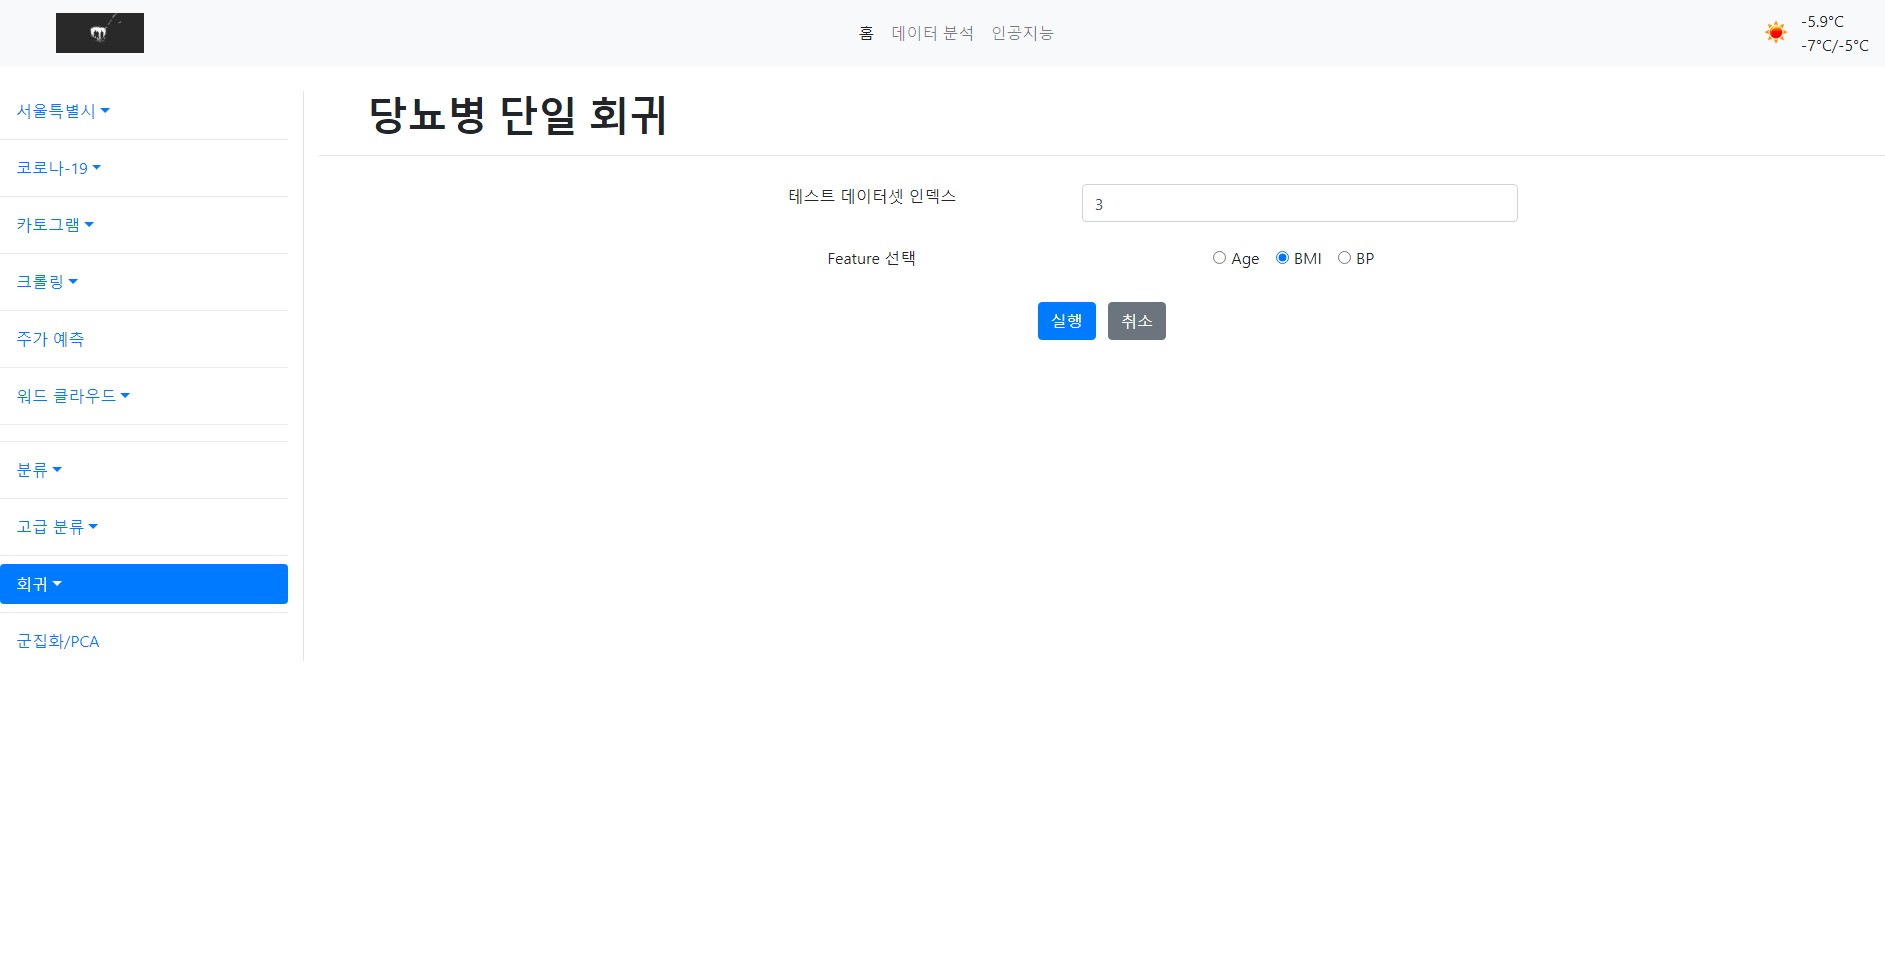 홈 데이터 분석 인공지능
-5.9°C
-7°C/-5°C
서울특별시
코로나-19
카토그램
크롤링
주가 예측
워드 클라우드
분류
고급 분류
회귀
군집화/PCA
당뇨병 단일 회귀
테스트 데이터셋 인덱스 3
Feature 선택 Age BMI BP
실행 취소